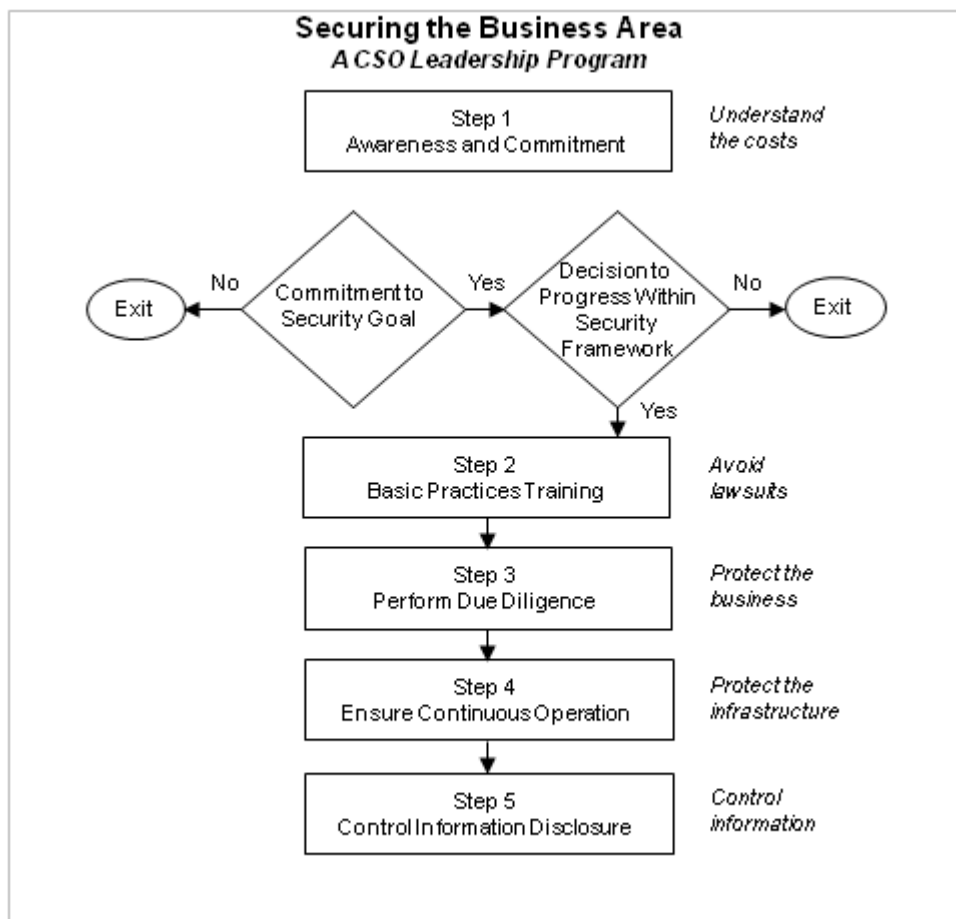 Securing the Business Area
A CSO Leadership Program
Step 1
Awareness and Commitment
Understand
the costs
No
Yes
No
Exit
Commitment to
Security Goal
Decision to
Progress Within
Security
Framework
Exit
Yes
Step 2
Basic Practices Training
Avoid
lawsuits
Step 3
Perform Due Diligence
Protect the
business
Step 4
Ensure Continuous Operation
Protect the
infrastructure
Step 5
Control Information Disclosure
Control
information